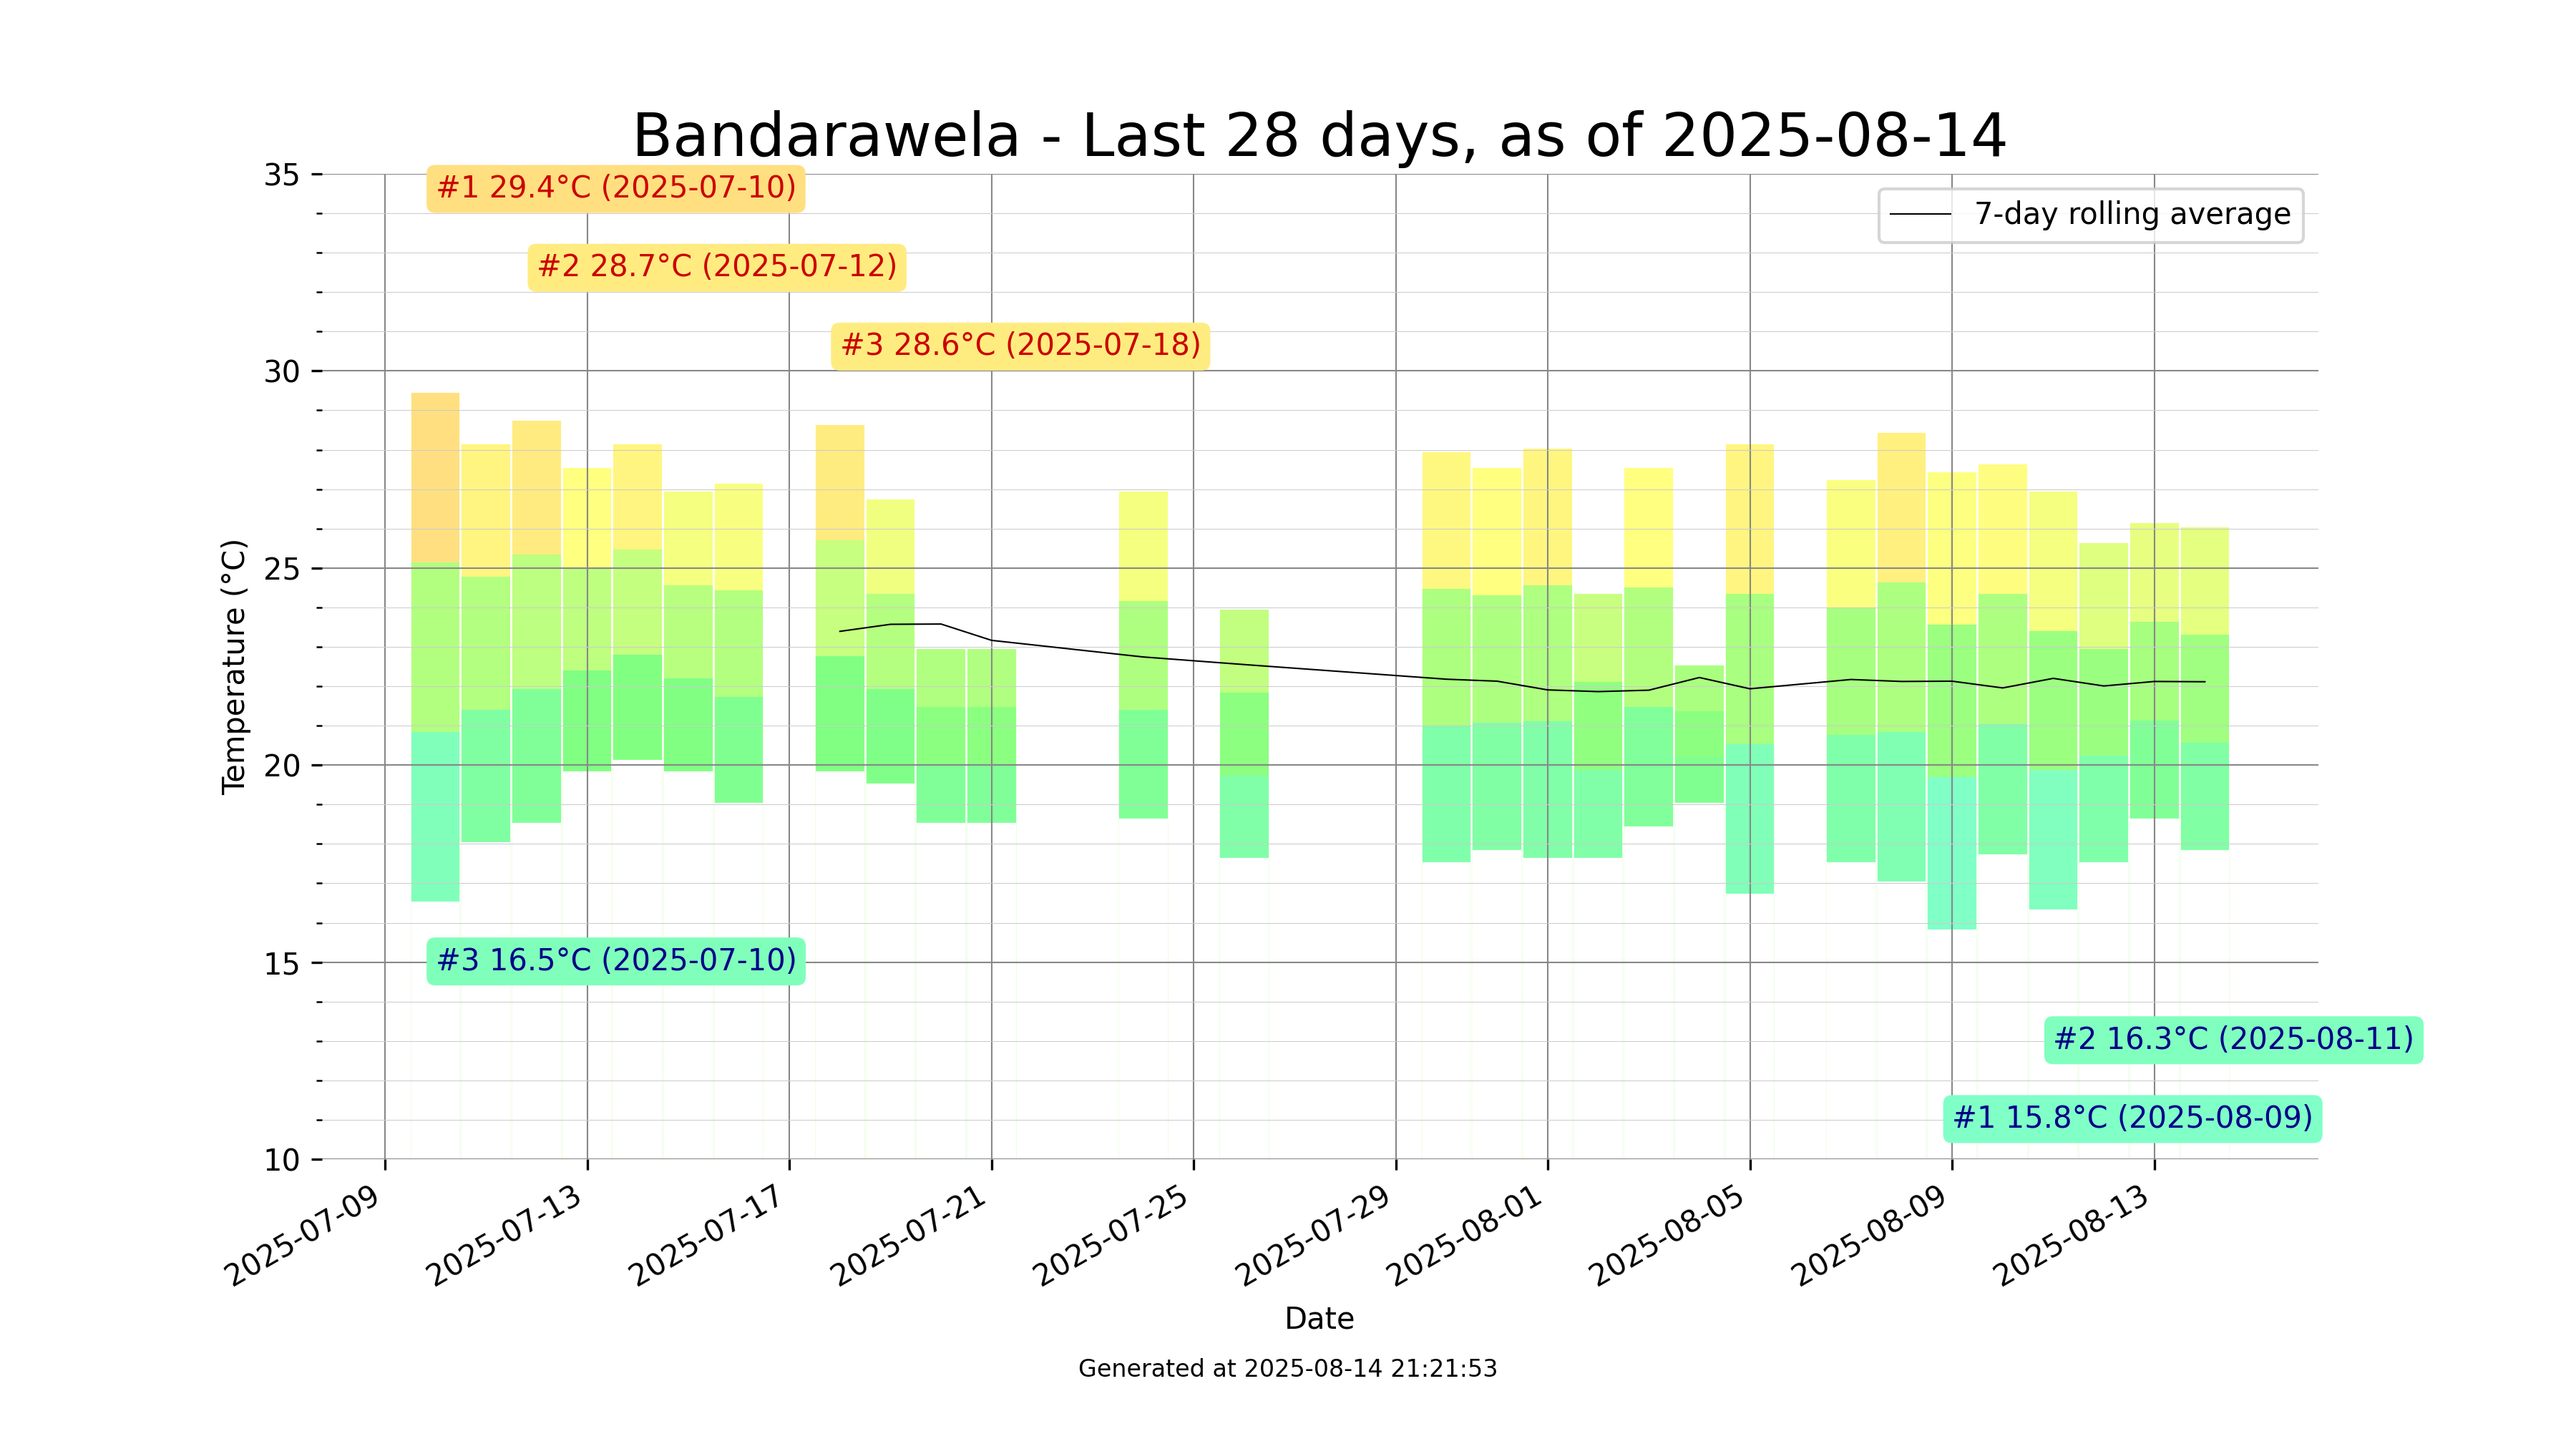 Bandarawela - Last 28 days, as of 2025-08-14
35
#1 29.4°C (2025-07-10)
7-day rolling average
#2 28.7°C (2025-07-12)
#3 28.6°C (2025-07-18)
30
25
Temperature (°C)
20
15
#3 16.5°C (2025-07-10)
#2 16.3°C (2025-08-11)
#1 15.8°C (2025-08-09)
10
2025-07-09
2025-07-13
2025-07-17
2025-07-21
2025-07-25
2025-07-29
2025-08-01
2025-08-05
2025-08-09
2025-08-13
Date
Generated at 2025-08-14 21:21:53